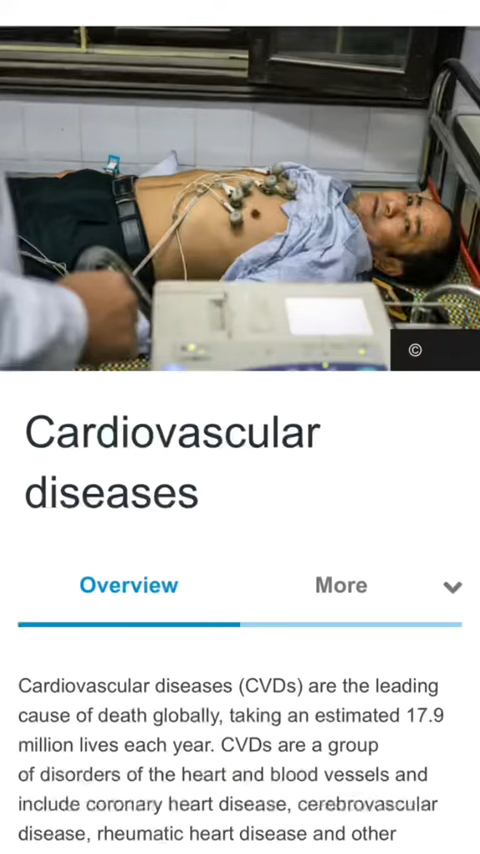 ©
Cardiovascular
diseases
Overview More
Cardiovascular diseases (CVDs) are the leading
cause of death globally, taking an estimated 17.9
million lives each year. CVDs are a group
of disorders of the heart and blood vessels and
include coronary heart disease, cerebrovascular
disease, rheumatic heart disease and other